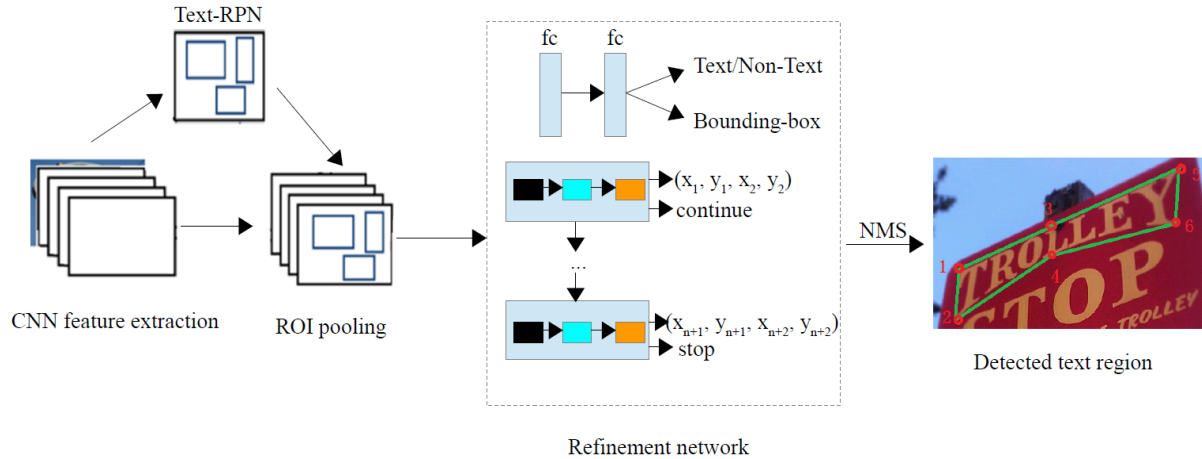 Text-RPN
CNN feature extraction
ROI pooling
fc fc
Text/Non-Text
Bounding-box
(x₁, y₁, x₂, y₂)
continue
...
(xₙ₊₁, yₙ₊₁, xₙ₊₂, yₙ₊₂)
stop
Refinement network
NMS
1
2
3
4
5
6
TROLLEY
STOP
TROLLEY
Detected text region